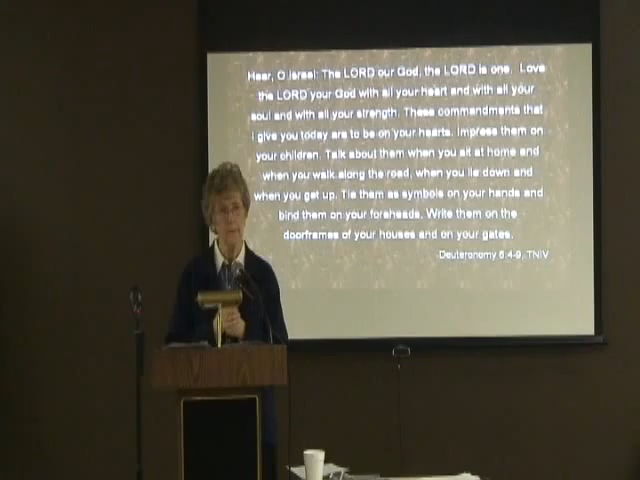 Hear, O Israel: The LORD our God, the LORD is one. Love
the LORD your God with all your heart and with all your
soul and with all your strength. These commandments that
I give you today are to be on your hearts. Impress them on
your children. Talk about them when you sit at home and
when you walk along the road, when you lie down and
when you get up. Tie them as symbols on your hands and
bind them on your foreheads. Write them on the
doorframes of your houses and on your gates.
Deuteronomy 6:4-9, TNIV